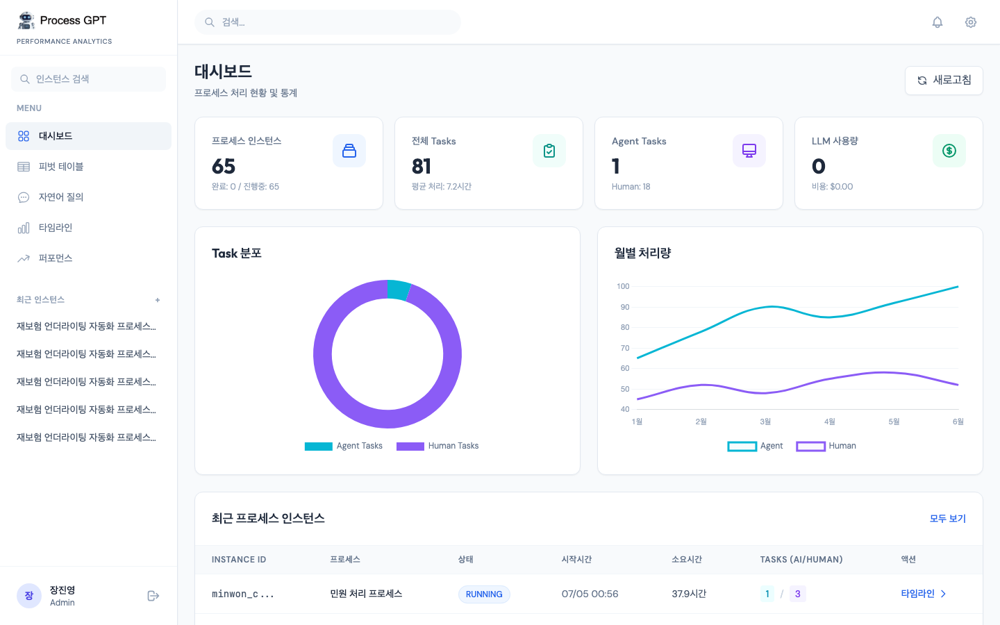 Process GPT
PERFORMANCE ANALYTICS
인스턴스 검색
MENU
대시보드
피벗 테이블
자연어 질의
타임라인
퍼포먼스
최근 인스턴스 +
재보험 언더라이팅 자동화 프로세스...
재보험 언더라이팅 자동화 프로세스...
재보험 언더라이팅 자동화 프로세스...
재보험 언더라이팅 자동화 프로세스...
재보험 언더라이팅 자동화 프로세스...
장
장진영
Admin
검색...
대시보드
프로세스 처리 현황 및 통계
새로고침
프로세스 인스턴스
65
완료: 0 / 진행중: 65
전체 Tasks
81
평균 처리: 7.2시간
Agent Tasks
1
Human: 18
LLM 사용량
0
비용: $0.00
Task 분포
Agent Tasks Human Tasks
월별 처리량
100
90
80
70
60
50
40
1월 2월 3월 4월 5월 6월
Agent Human
최근 프로세스 인스턴스
모두 보기
INSTANCE ID 프로세스 상태 시작시간 소요시간 TASKS (AI/HUMAN) 액션
minwon_c... 민원 처리 프로세스 RUNNING 07/05 00:56 37.9시간 1 / 3 타임라인